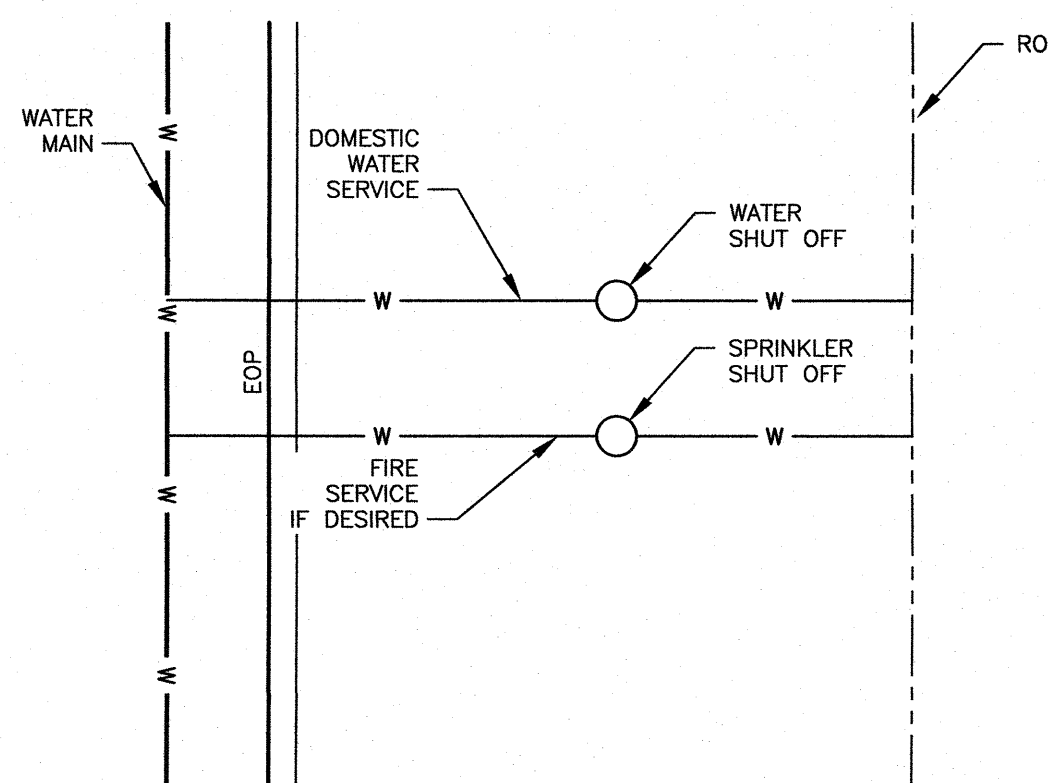 RO
WATER
MAIN
W
DOMESTIC
WATER
SERVICE
WATER
SHUT OFF
W
W
W
EOP
SPRINKLER
SHUT OFF
W
W
FIRE
SERVICE
IF DESIRED
W
W